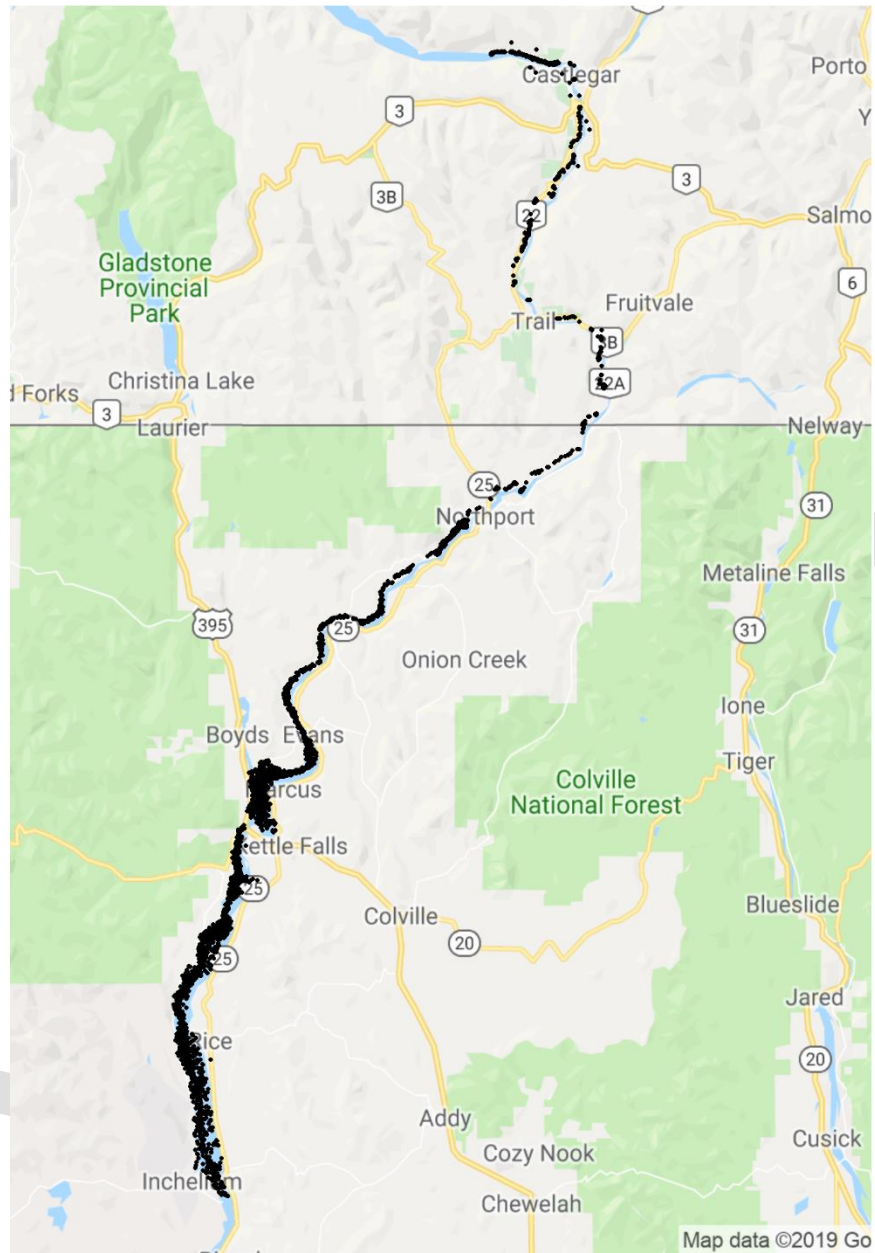 Castlegar
Porto
3
Y
3B
3
22
Salmo
Gladstone
Provincial
Park
6
Fruitvale
Trail
3B
22A
Christina Lake
d Forks
3
Laurier
Nelway
25
31
Northport
Metaline Falls
395
25
31
Onion Creek
Ione
Boyds
Evans
Tiger
Marcus
Colville
National Forest
Kettle Falls
25
Blueslide
Colville
20
25
Jared
Rice
20
Addy
Cusick
Cozy Nook
Inchelium
Chewelah
Map data ©2019 Go